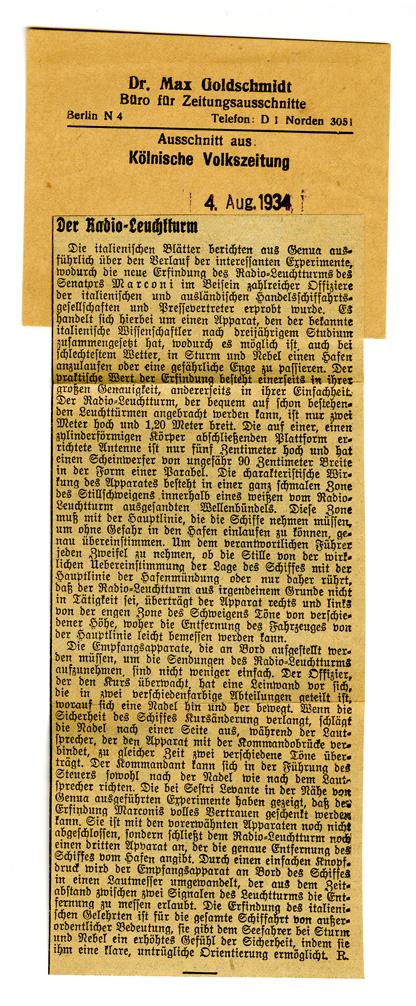 Dr. Max Goldschmidt
Büro für Zeitungsausschnitte
Berlin N 4 Telefon: D 1 Norden 3051
Ausschnitt aus:
Kölnische Volkszeitung
4. Aug. 1934
Der Radio-Leuchtturm
Die italienischen Blätter berichten aus Genua aus-
führlich über den Verlauf der interessanten Experimente,
wodurch die neue Erfindung des Radio-Leuchtturms des
Senators Marconi im Beisein zahlreicher Offiziere
der italienischen und ausländischen Handelsschiffahrts-
gesellschaften und Pressevertreter erprobt wurde. Es
handelt sich hierbei um einen Apparat, den der bekannte
italienische Wissenschaftler nach dreijährigem Studium
zusammengesetzt hat, wodurch es möglich ist, auch bei
schlechtestem Wetter, in Sturm und Nebel einen Hafen
anzulaufen oder eine gefährliche Enge zu passieren. Der
praktische Wert der Erfindung besteht einerseits in ihrer
großen Genauigkeit, andererseits in ihrer Einfachheit.
Der Radio-Leuchtturm, der bequem auf schon bestehen-
den Leuchttürmen angebracht werden kann, ist nur zwei
Meter hoch und 1,20 Meter breit. Die auf einer, einen
zylinderförmigen Körper abschließenden Plattform er-
richtete Antenne ist nur fünf Zentimeter hoch und hat
einen Scheinwerfer von ungefähr 90 Zentimeter Breite
in der Form einer Parabel. Die charakteristische Wir-
kung des Apparates besteht in einer ganz schmalen Zone
des Stillschweigens innerhalb eines weißen vom Radio-
Leuchtturm ausgesandten Wellenbündels. Diese Zone
muß mit der Hauptlinie, die die Schiffe nehmen müssen,
um ohne Gefahr in den Hafen einlaufen zu können, ge-
nau übereinstimmen. Um dem verantwortlichen Führer
jeden Zweifel zu nehmen, ob die Stille von der wirk-
lichen Uebereinstimmung der Lage des Schiffes mit der
Hauptlinie der Hafenmündung oder nur daher rührt,
daß der Radio-Leuchtturm aus irgendeinem Grunde nicht
in Tätigkeit sei, überträgt der Apparat rechts und links
von der engen Zone des Schweigens Töne von verschie-
dener Höhe, woher die Entfernung des Fahrzeuges von
der Hauptlinie leicht bemessen werden kann.
Die Empfangsapparate, die an Bord aufgestellt wer-
den müssen, um die Sendungen des Radio-Leuchtturms
aufzunehmen, sind nicht weniger einfach. Der Offizier,
der den Kurs überwacht, hat eine Leinwand vor sich,
die in zwei verschiedenfarbige Abteilungen geteilt ist,
worauf sich eine Nadel hin und her bewegt. Wenn die
Sicherheit des Schiffes Kursänderung verlangt, schlägt
die Nadel nach einer Seite aus, während der Laut-
sprecher, der den Apparat mit der Kommandobrücke ver-
bindet, zu gleicher Zeit zwei verschiedene Töne über-
trägt. Der Kommandant kann sich in der Führung des
Steuers sowohl nach der Nadel wie nach dem Laut-
sprecher richten. Die bei Sestri Levante in der Nähe von
Genua ausgeführten Experimente haben gezeigt, daß der
Erfindung Marconis volles Vertrauen geschenkt werden
kann. Sie ist mit den vorerwähnten Apparaten noch nicht
abgeschlossen, sondern schließt dem Radio-Leuchtturm noch
einen dritten Apparat an, der die genaue Entfernung des
Schiffes vom Hafen angibt. Durch einen einfachen Knopf-
druck wird der Empfangsapparat an Bord des Schiffes
in einen Lautmesser umgewandelt, der aus dem Zeit-
abstand zwischen zwei Signalen des Leuchtturms die Ent-
fernung zu messen erlaubt. Die Erfindung des italieni-
schen Gelehrten ist für die gesamte Schiffahrt von außer-
ordentlicher Bedeutung, sie gibt dem Seefahrer bei Sturm
und Nebel ein erhöhtes Gefühl der Sicherheit, indem sie
ihm eine klare, untrügliche Orientierung ermöglicht. R.